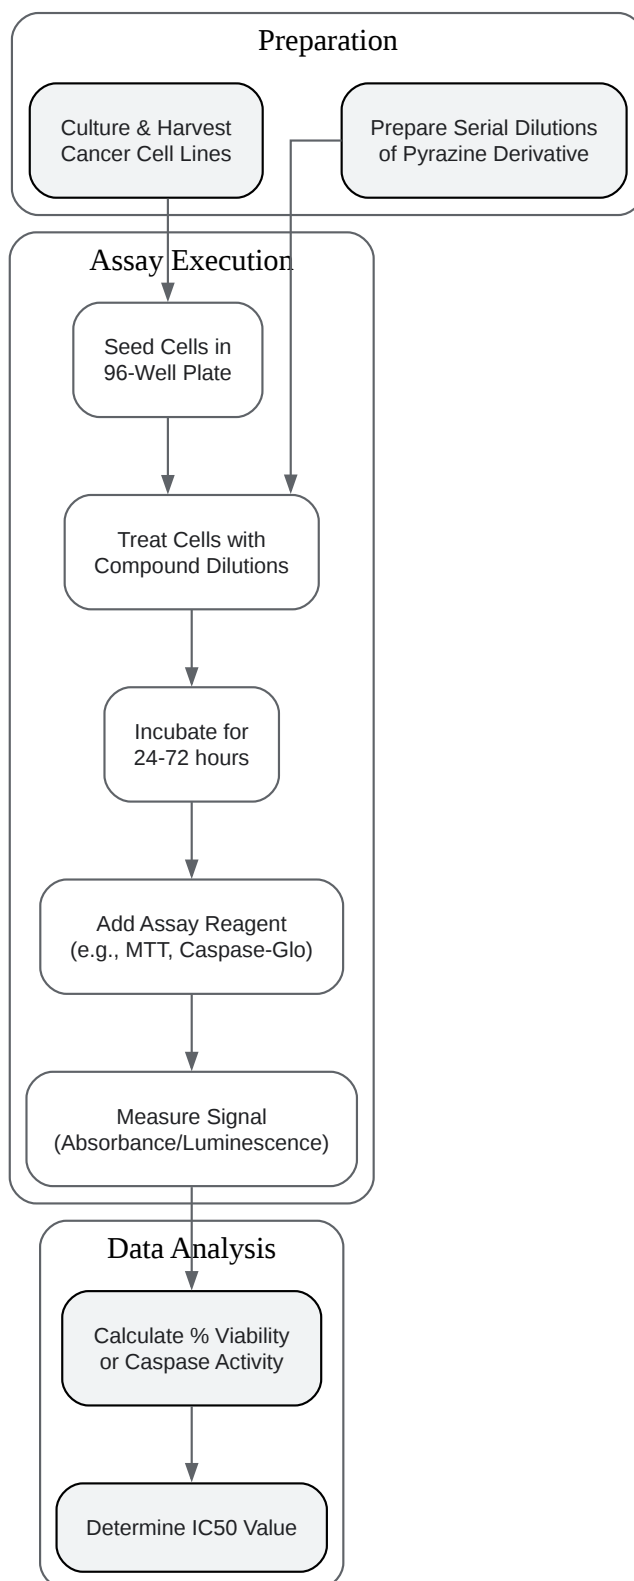 Preparation
Culture & Harvest
Cancer Cell Lines
Prepare Serial Dilutions
of Pyrazine Derivative
Assay Execution
Seed Cells in
96-Well Plate
Treat Cells with
Compound Dilutions
Incubate for
24-72 hours
Add Assay Reagent
(e.g., MTT, Caspase-Glo)
Measure Signal
(Absorbance/Luminescence)
Data Analysis
Calculate % Viability
or Caspase Activity
Determine IC50 Value